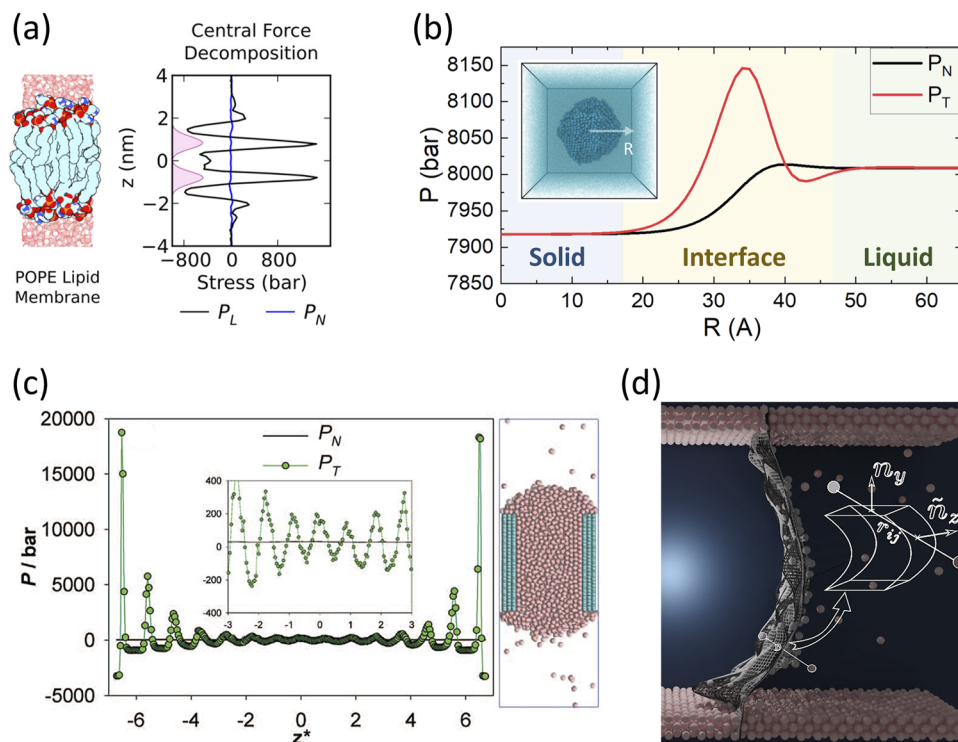 (a)
Central Force
Decomposition
4
2
0
−2
−4
z (nm)
−800
0
800
Stress (bar)
P_L
P_N
POPE Lipid
Membrane
(b)
8150
8100
8050
8000
7950
7900
7850
P (bar)
P_N
P_T
R
Solid
Interface
Liquid
0
10
20
30
40
50
60
R (A)
(c)
20000
15000
10000
5000
0
-5000
P / bar
P_N
P_T
400
200
0
-200
-400
-3
-2
-1
0
1
2
3
-6
-4
-2
0
2
4
6
z*
(d)
n_y
ñ_z
r_ij